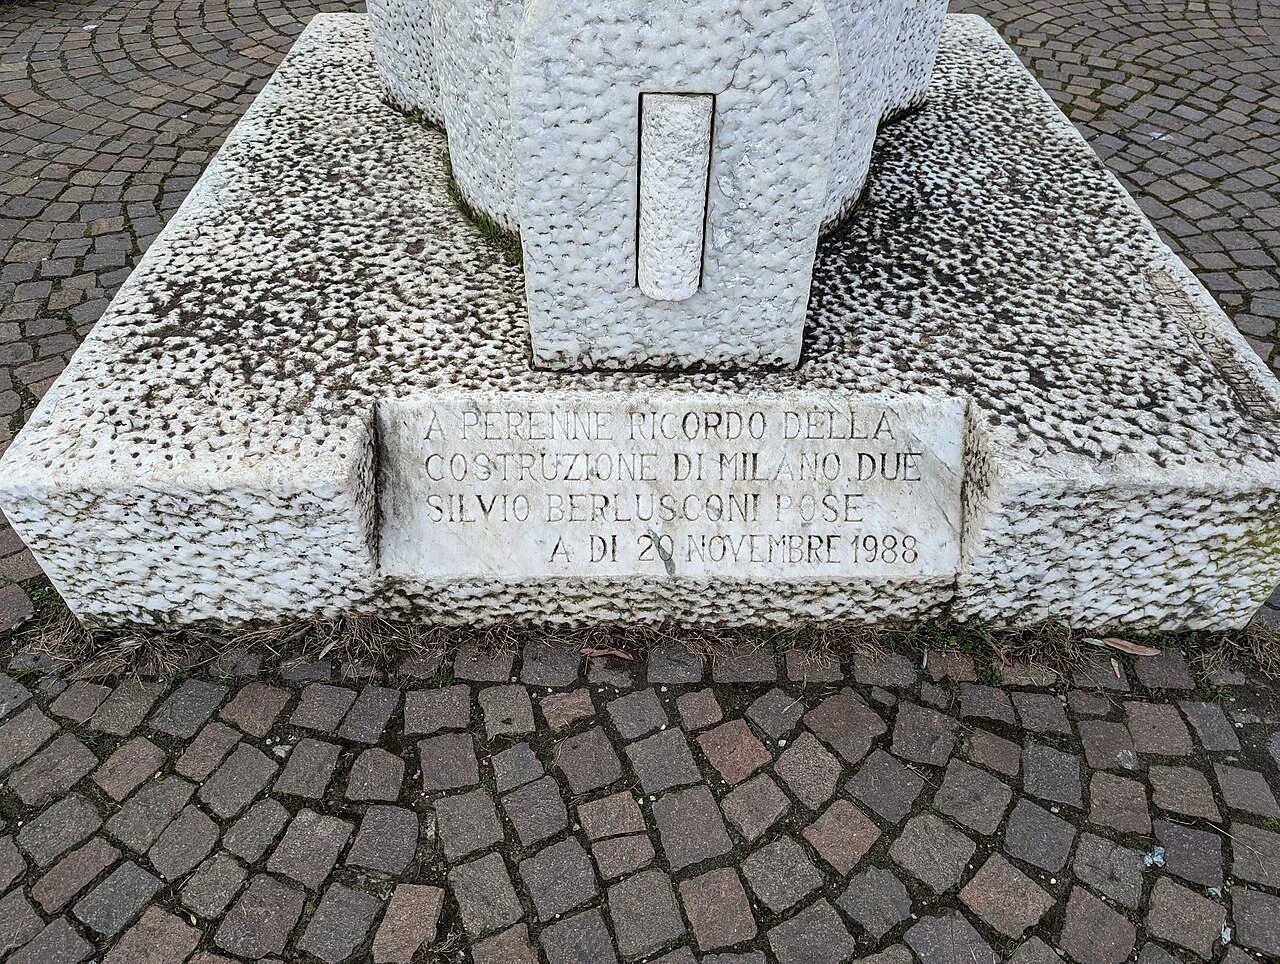 A PERENNE RICORDO DELLA
COSTRUZIONE DI MILANO DUE
SILVIO BERLUSCONI POSE
A DI 20 NOVEMBRE 1988